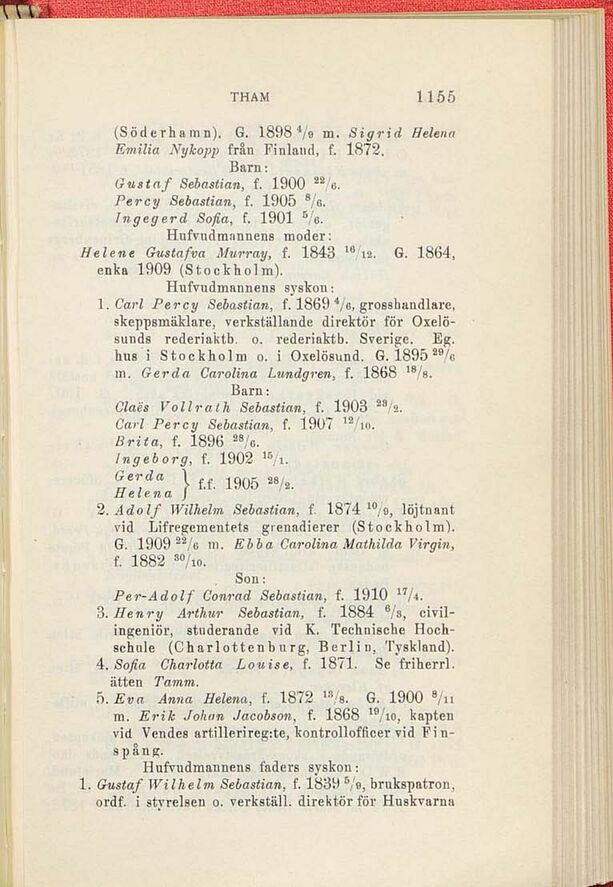 THAM 1155
(Söderhamn). G. 1898 4/9 m. Sigrid Helena
Emilia Nykopp från Finland, f. 1872.
Barn:
Gustaf Sebastian, f. 1900 22/6.
Percy Sebastian, f. 1905 8/6.
Ingegerd Sofia, f. 1901 5/6.
Hufvudmannens moder:
Helene Gustafva Murray, f. 1843 16/12. G. 1864,
enka 1909 (Stockholm).
Hufvudmannens syskon:
1. Carl Percy Sebastian, f. 1869 4/6, grosshandlare,
skeppsmäklare, verkställande direktör för Oxelö-
sunds rederiaktb. o. rederiaktb. Sverige. Eg.
hus i Stockholm o. i Oxelösund. G. 1895 29/6
m. Gerda Carolina Lundgren, f. 1868 18/8.
Barn:
Claës Vollrath Sebastian, f. 1903 23/2.
Carl Percy Sebastian, f. 1907 12/10.
Brita, f. 1896 28/6.
Ingeborg, f. 1902 15/1.
Gerda
Helena } f.f. 1905 28/2.
2. Adolf Wilhelm Sebastian, f. 1874 10/9, löjtnant
vid Lifregementets grenadierer (Stockholm).
G. 1909 22/6 m. Ebba Carolina Mathilda Virgin,
f. 1882 30/10.
Son:
Per-Adolf Conrad Sebastian, f. 1910 17/4.
3. Henry Arthur Sebastian, f. 1884 6/3, civil-
ingeniör, studerande vid K. Technische Hoch-
schule (Charlottenburg, Berlin, Tyskland).
4. Sofia Charlotta Louise, f. 1871. Se friherrl.
ätten Tamm.
5. Eva Anna Helena, f. 1872 13/8. G. 1900 8/11
m. Erik Johan Jacobson, f. 1868 19/10, kapten
vid Vendes artillerireg:te, kontrollofficer vid Fin-
spång.
Hufvudmannens faders syskon:
1. Gustaf Wilhelm Sebastian, f. 1839 5/9, brukspatron,
ordf. i styrelsen o. verkställ. direktör för Huskvarna